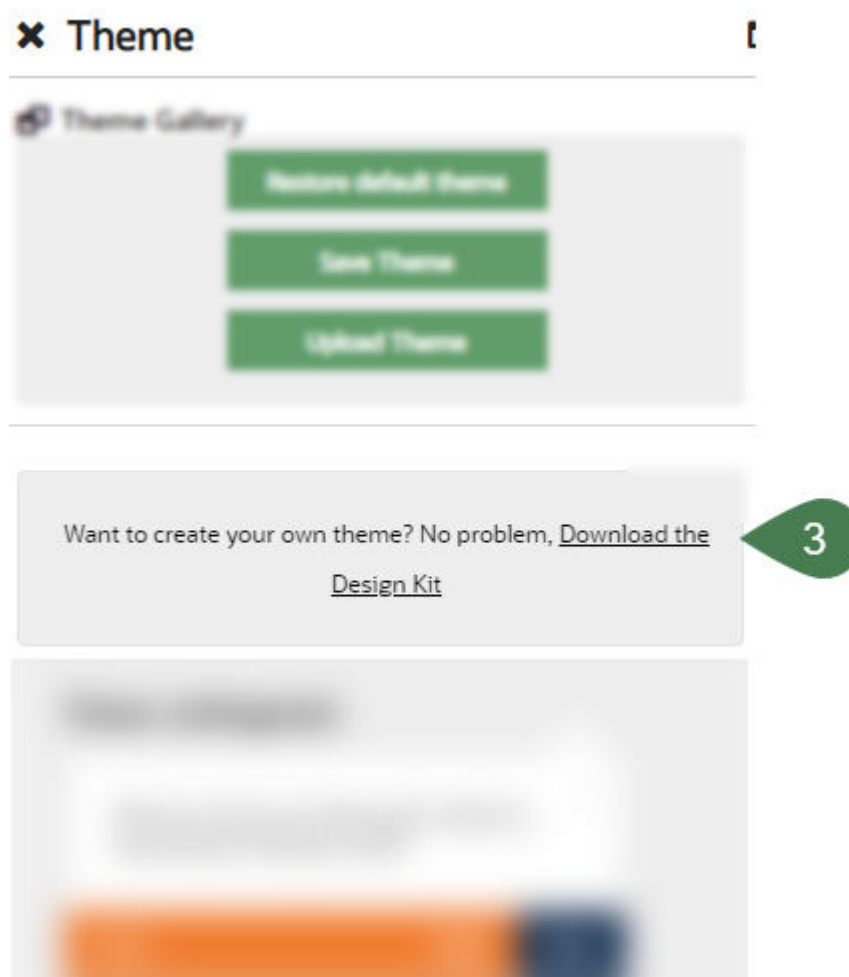 Theme
Theme Gallery
Restore default theme
Save Theme
Upload Theme
Want to create your own theme? No problem, Download the
Design Kit
3